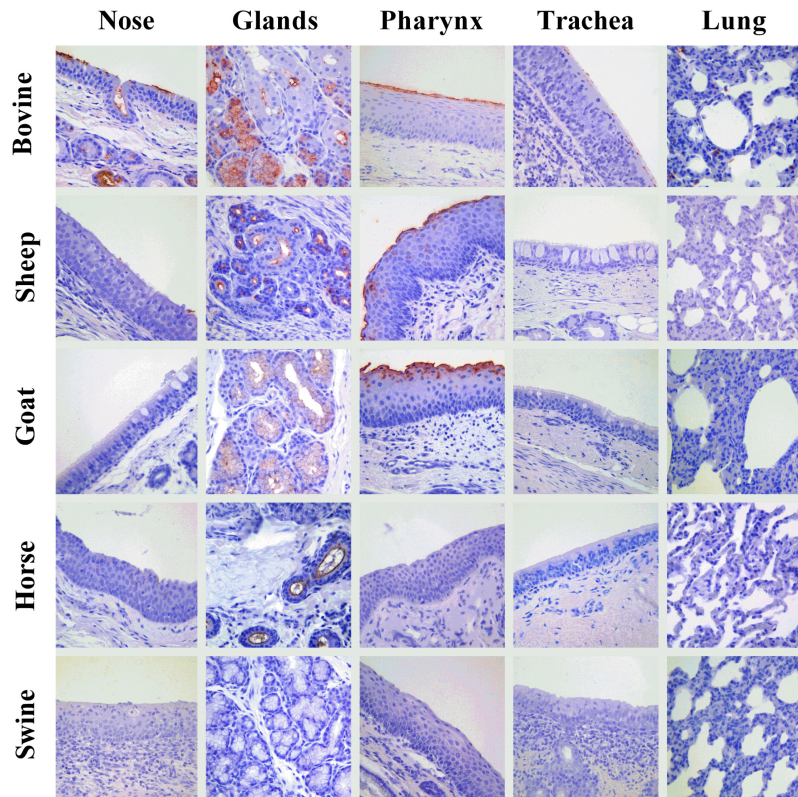 Nose Glands Pharynx Trachea Lung
Bovine
Sheep
Goat
Horse
Swine